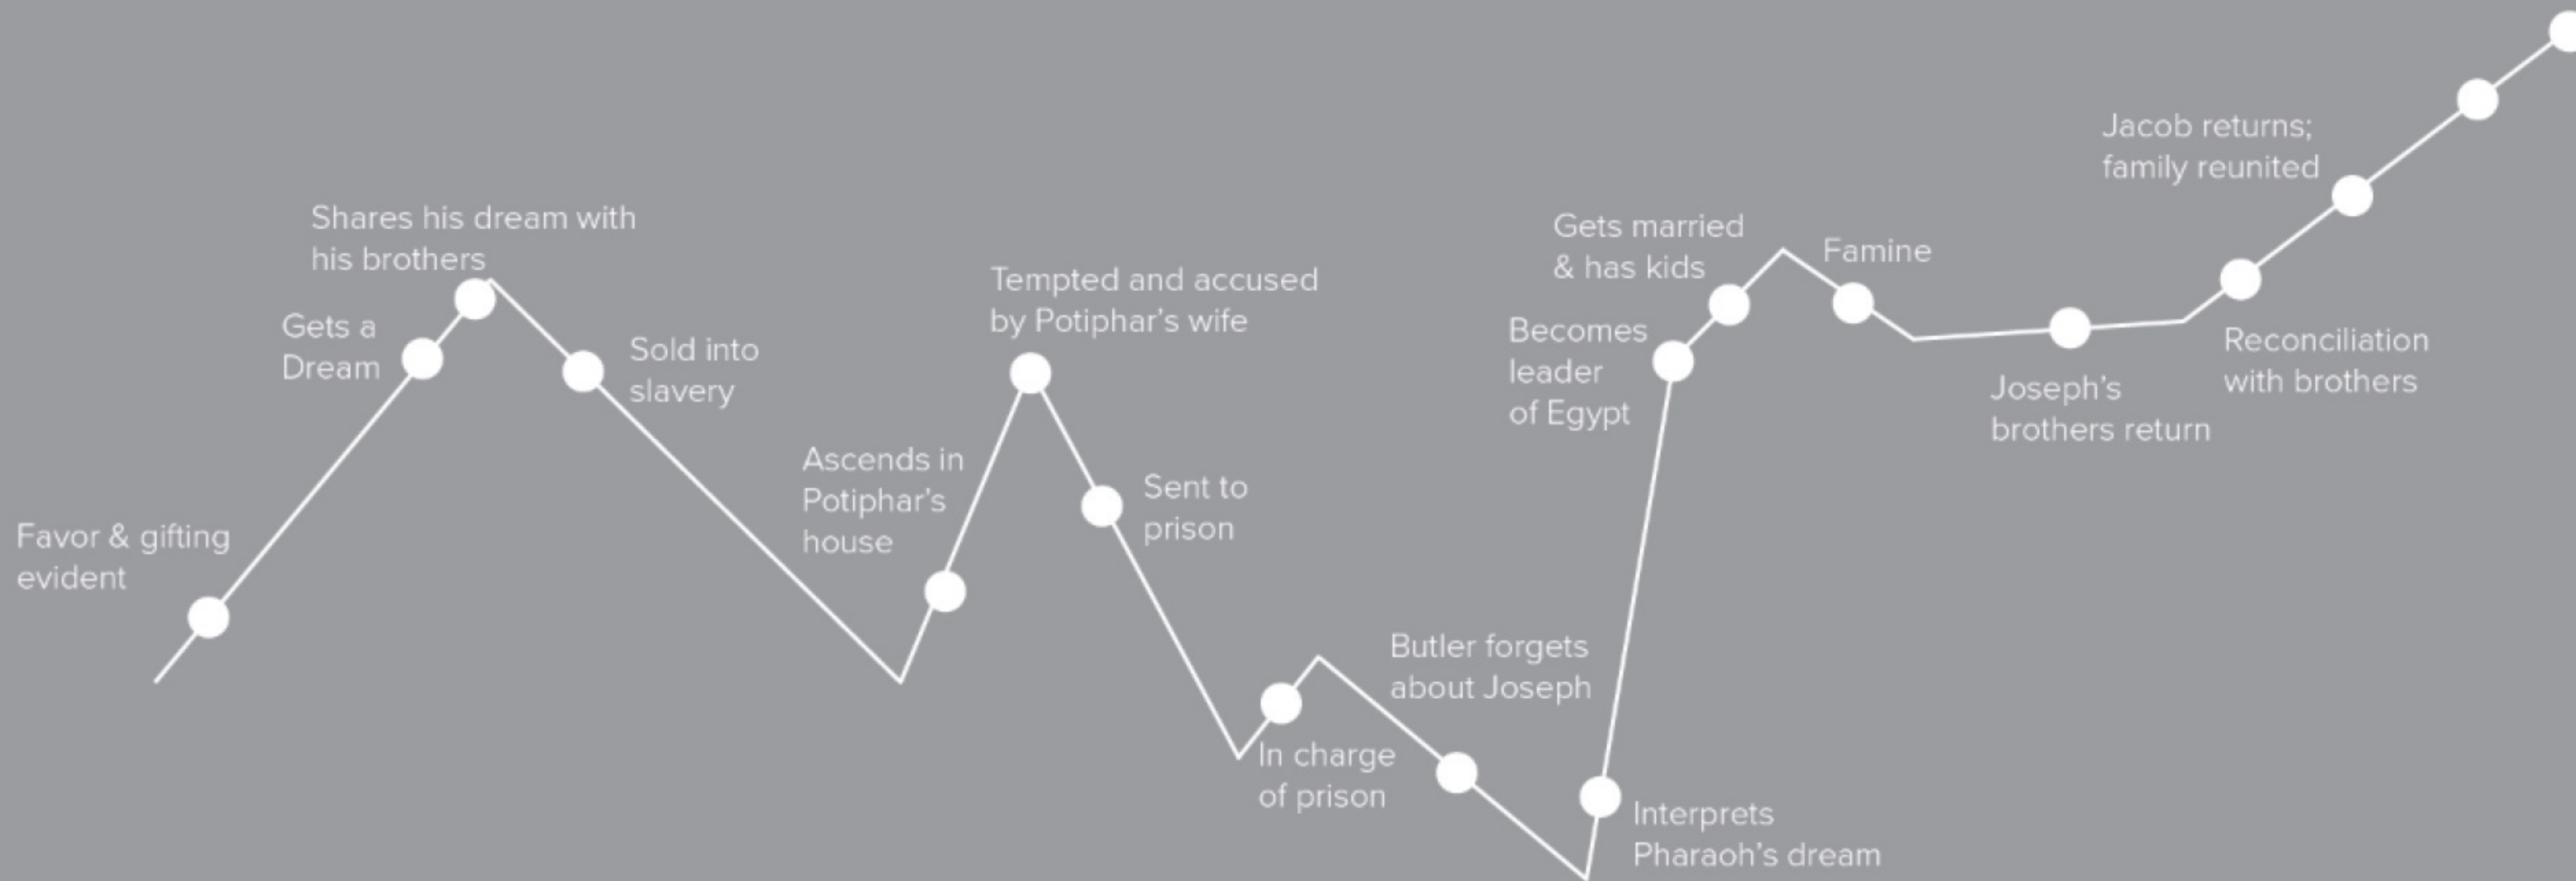 Favor & gifting
evident
Gets a
Dream
Shares his dream with
his brothers
Sold into
slavery
Ascends in
Potiphar's
house
Tempted and accused
by Potiphar's wife
Sent to
prison
In charge
of prison
Butler forgets
about Joseph
Interprets
Pharaoh's dream
Becomes
leader
of Egypt
Gets married
& has kids
Famine
Joseph's
brothers return
Reconciliation
with brothers
Jacob returns;
family reunited